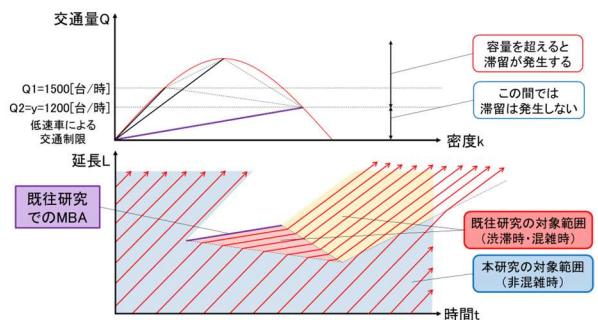 交通量Q
Q1=1500[台/時]
Q2=y=1200[台/時]
低速車による
交通制限
密度k
容量を超えると
滞留が発生する
この間では
滞留は発生しない
延長L
既往研究
でのMBA
既往研究の対象範囲
(渋滞時・混雑時)
本研究の対象範囲
(非混雑時)
時間t